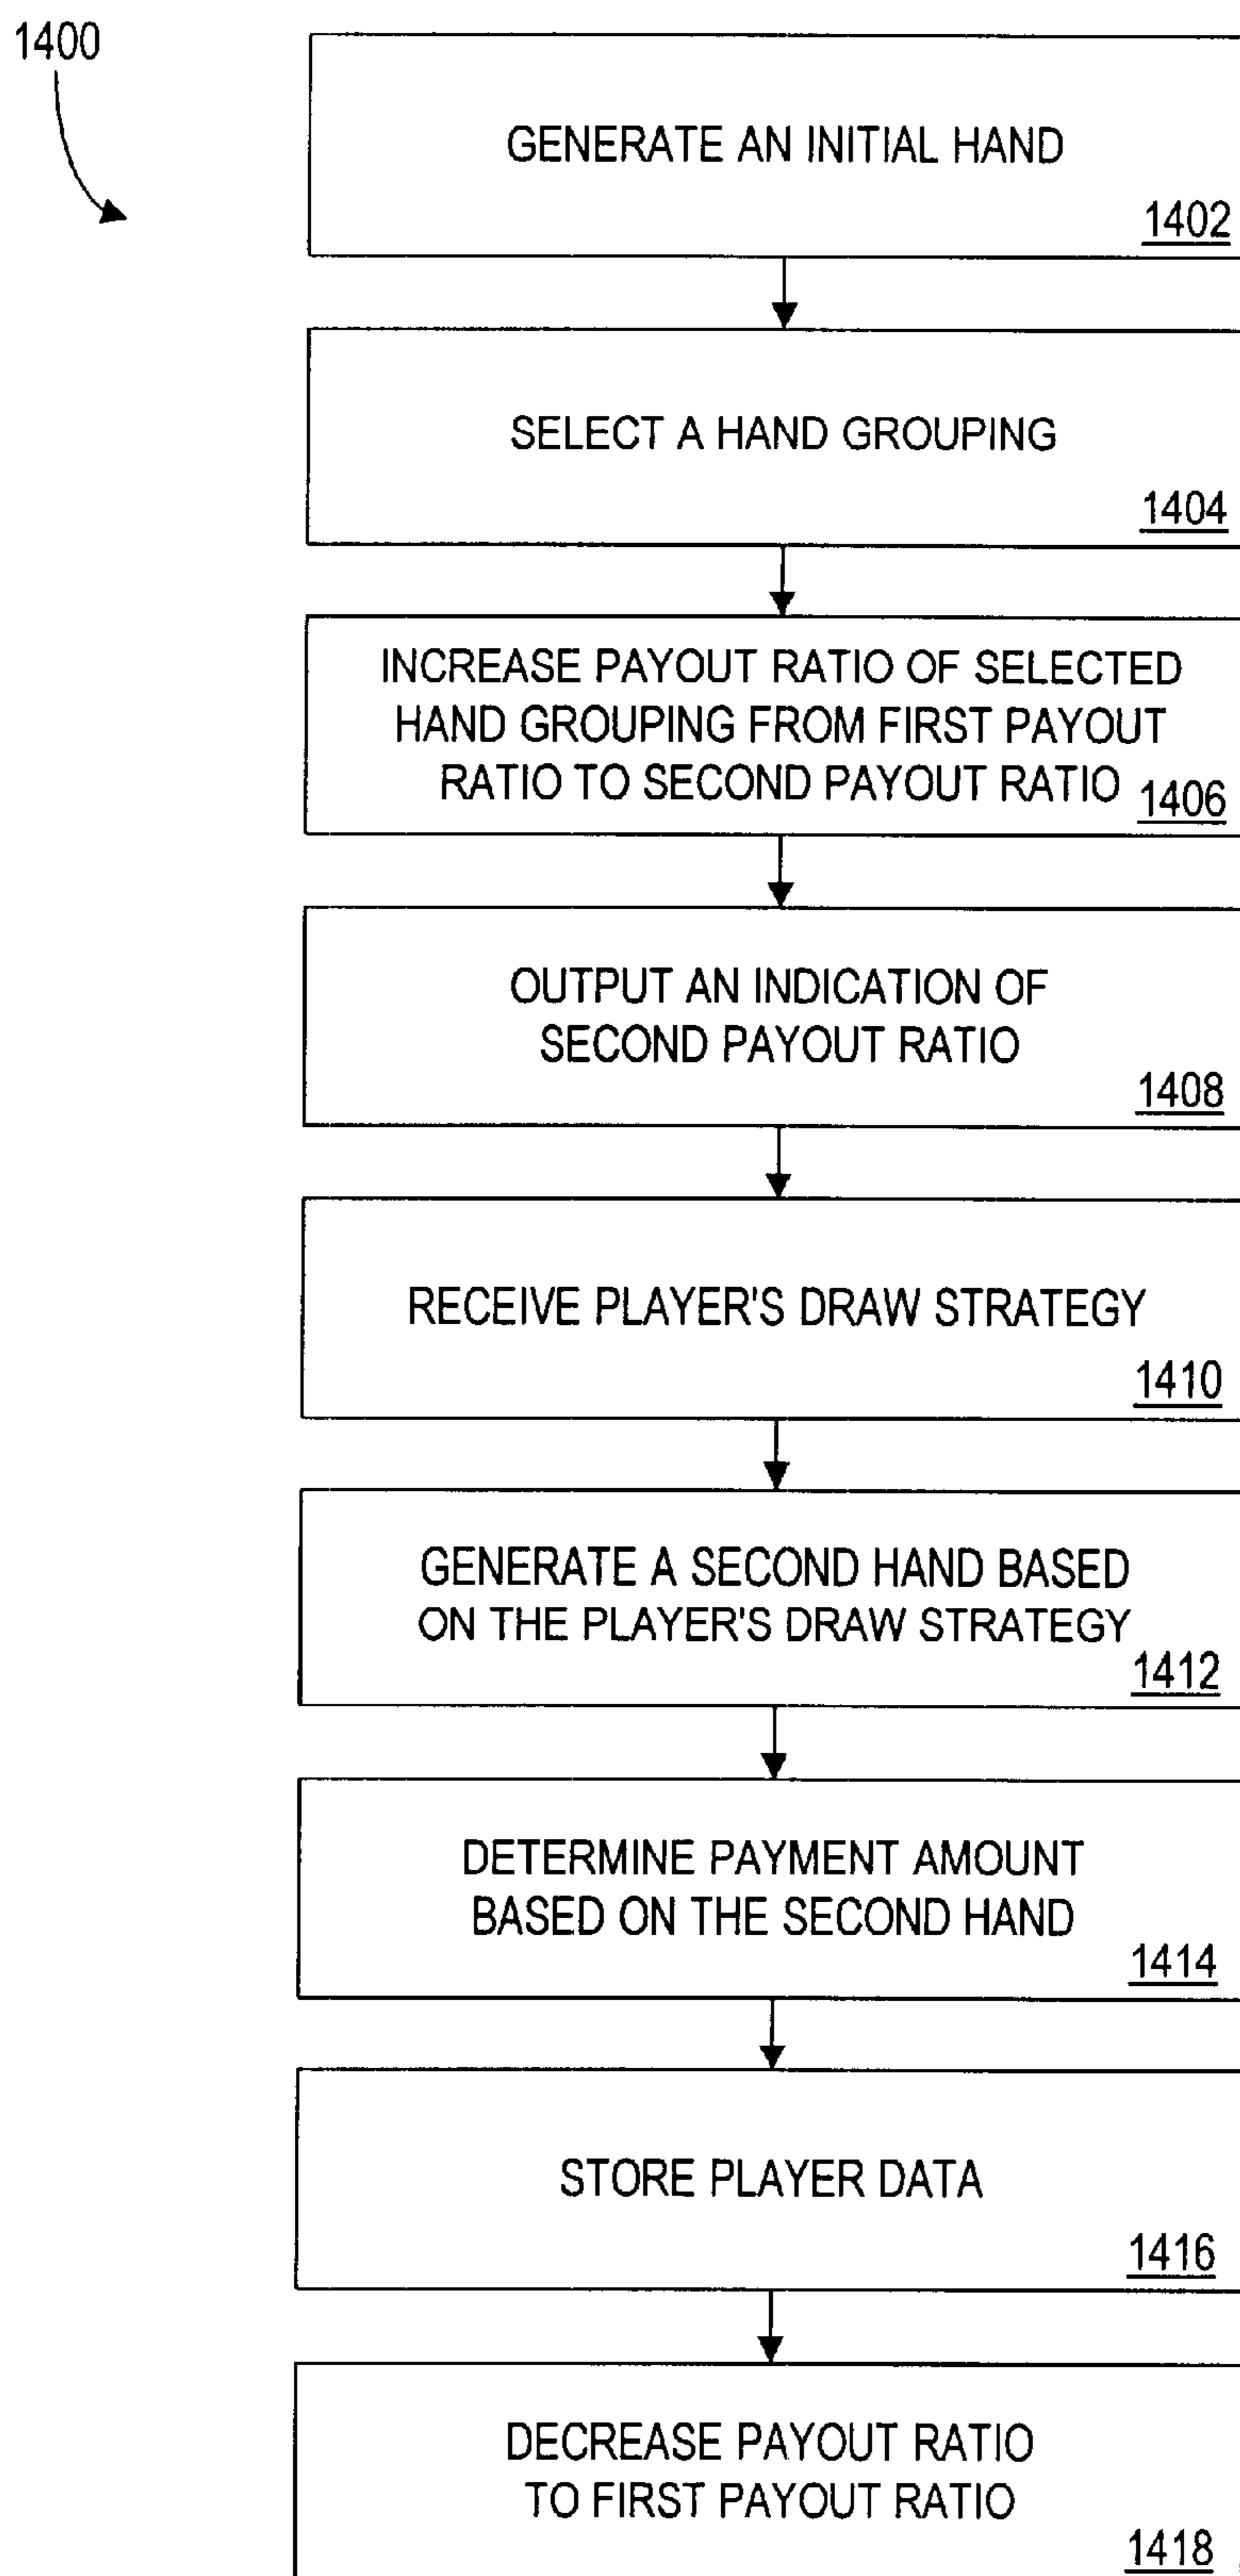 1400
GENERATE AN INITIAL HAND
1402
SELECT A HAND GROUPING
1404
INCREASE PAYOUT RATIO OF SELECTED
HAND GROUPING FROM FIRST PAYOUT
RATIO TO SECOND PAYOUT RATIO
1406
OUTPUT AN INDICATION OF
SECOND PAYOUT RATIO
1408
RECEIVE PLAYER'S DRAW STRATEGY
1410
GENERATE A SECOND HAND BASED
ON THE PLAYER'S DRAW STRATEGY
1412
DETERMINE PAYMENT AMOUNT
BASED ON THE SECOND HAND
1414
STORE PLAYER DATA
1416
DECREASE PAYOUT RATIO
TO FIRST PAYOUT RATIO
1418